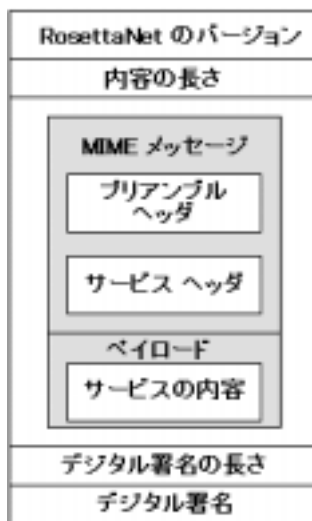 RosettaNet のバージョン
内容の長さ
MIME メッセージ
プリアンブル
ヘッダ
サービス ヘッダ
ペイロード
サービスの内容
デジタル署名の長さ
デジタル署名